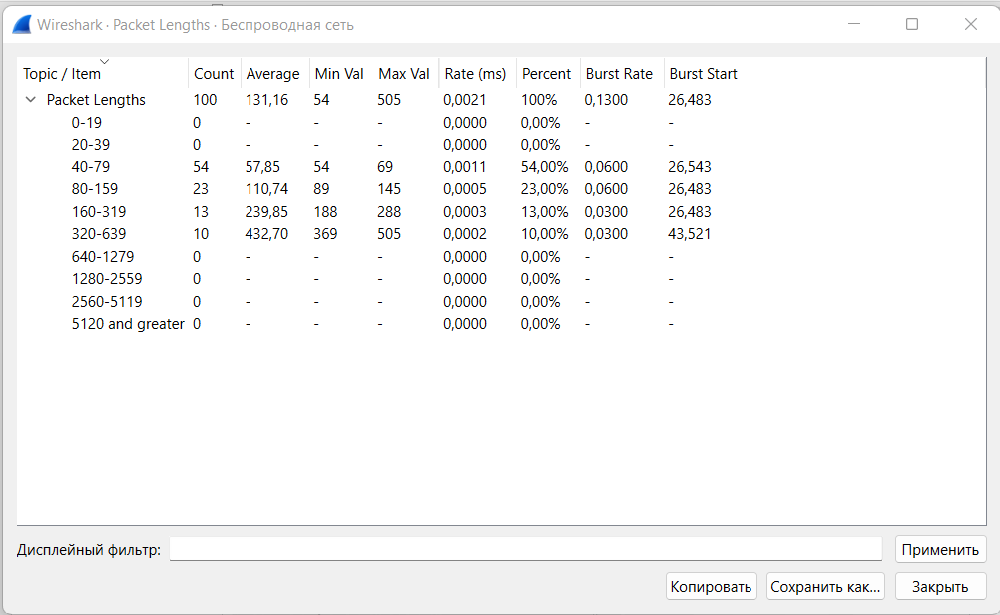 Wireshark · Packet Lengths · Беспроводная сеть
Topic / Item Count Average Min Val Max Val Rate (ms) Percent Burst Rate Burst Start
Packet Lengths 100 131,16 54 505 0,0021 100% 0,1300 26,483
0-19 0 - - - 0,0000 0,00% - -
20-39 0 - - - 0,0000 0,00% - -
40-79 54 57,85 54 69 0,0011 54,00% 0,0600 26,543
80-159 23 110,74 89 145 0,0005 23,00% 0,0600 26,483
160-319 13 239,85 188 288 0,0003 13,00% 0,0300 26,483
320-639 10 432,70 369 505 0,0002 10,00% 0,0300 43,521
640-1279 0 - - - 0,0000 0,00% - -
1280-2559 0 - - - 0,0000 0,00% - -
2560-5119 0 - - - 0,0000 0,00% - -
5120 and greater 0 - - - 0,0000 0,00% - -
Дисплейный фильтр: Применить
Копировать Сохранить как... Закрыть